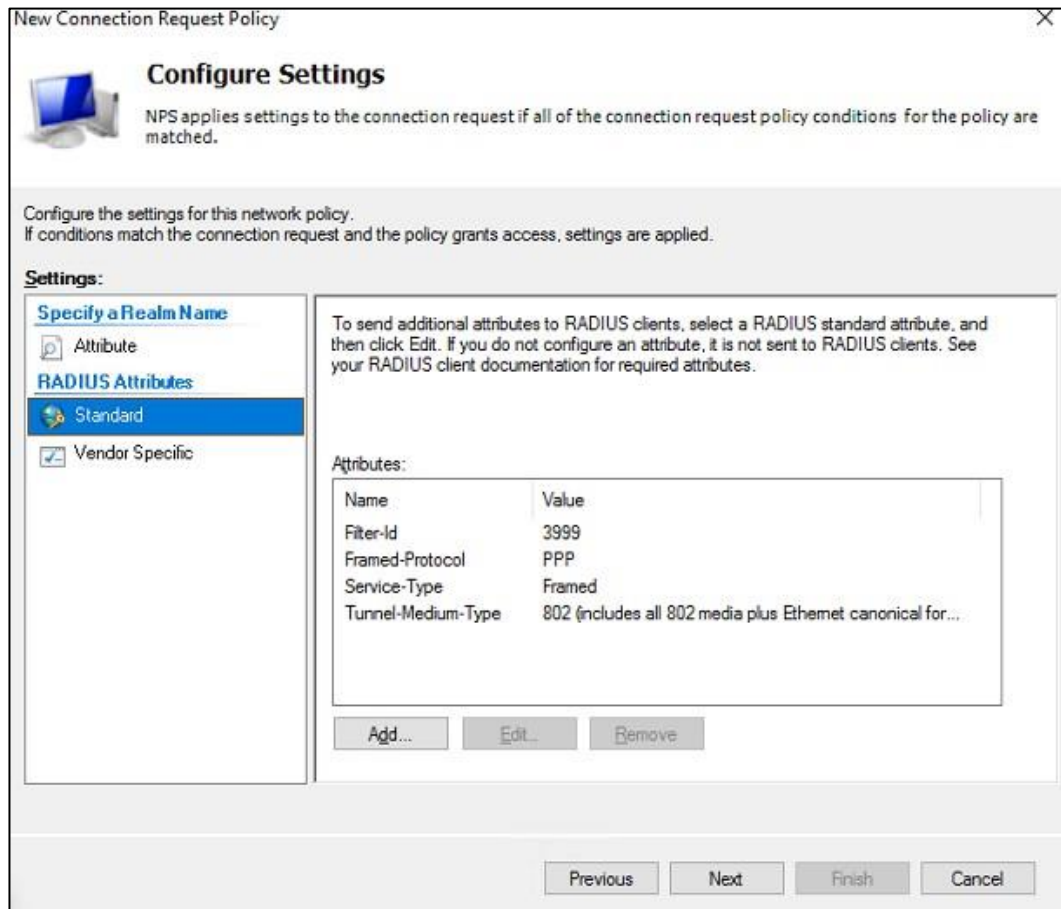 New Connection Request Policy
Configure Settings
NPS applies settings to the connection request if all of the connection request policy conditions for the policy are
matched.
Configure the settings for this network policy.
If conditions match the connection request and the policy grants access, settings are applied.
Settings:
Specify a Realm Name
Attribute
RADIUS Attributes
Standard
Vendor Specific
To send additional attributes to RADIUS clients, select a RADIUS standard attribute, and
then click Edit. If you do not configure an attribute, it is not sent to RADIUS clients. See
your RADIUS client documentation for required attributes.
Attributes:
Name Value
Filter-Id 3999
Framed-Protocol PPP
Service-Type Framed
Tunnel-Medium-Type 802 (includes all 802 media plus Ethernet canonical for...
Add... Edit... Remove
Previous Next Finish Cancel